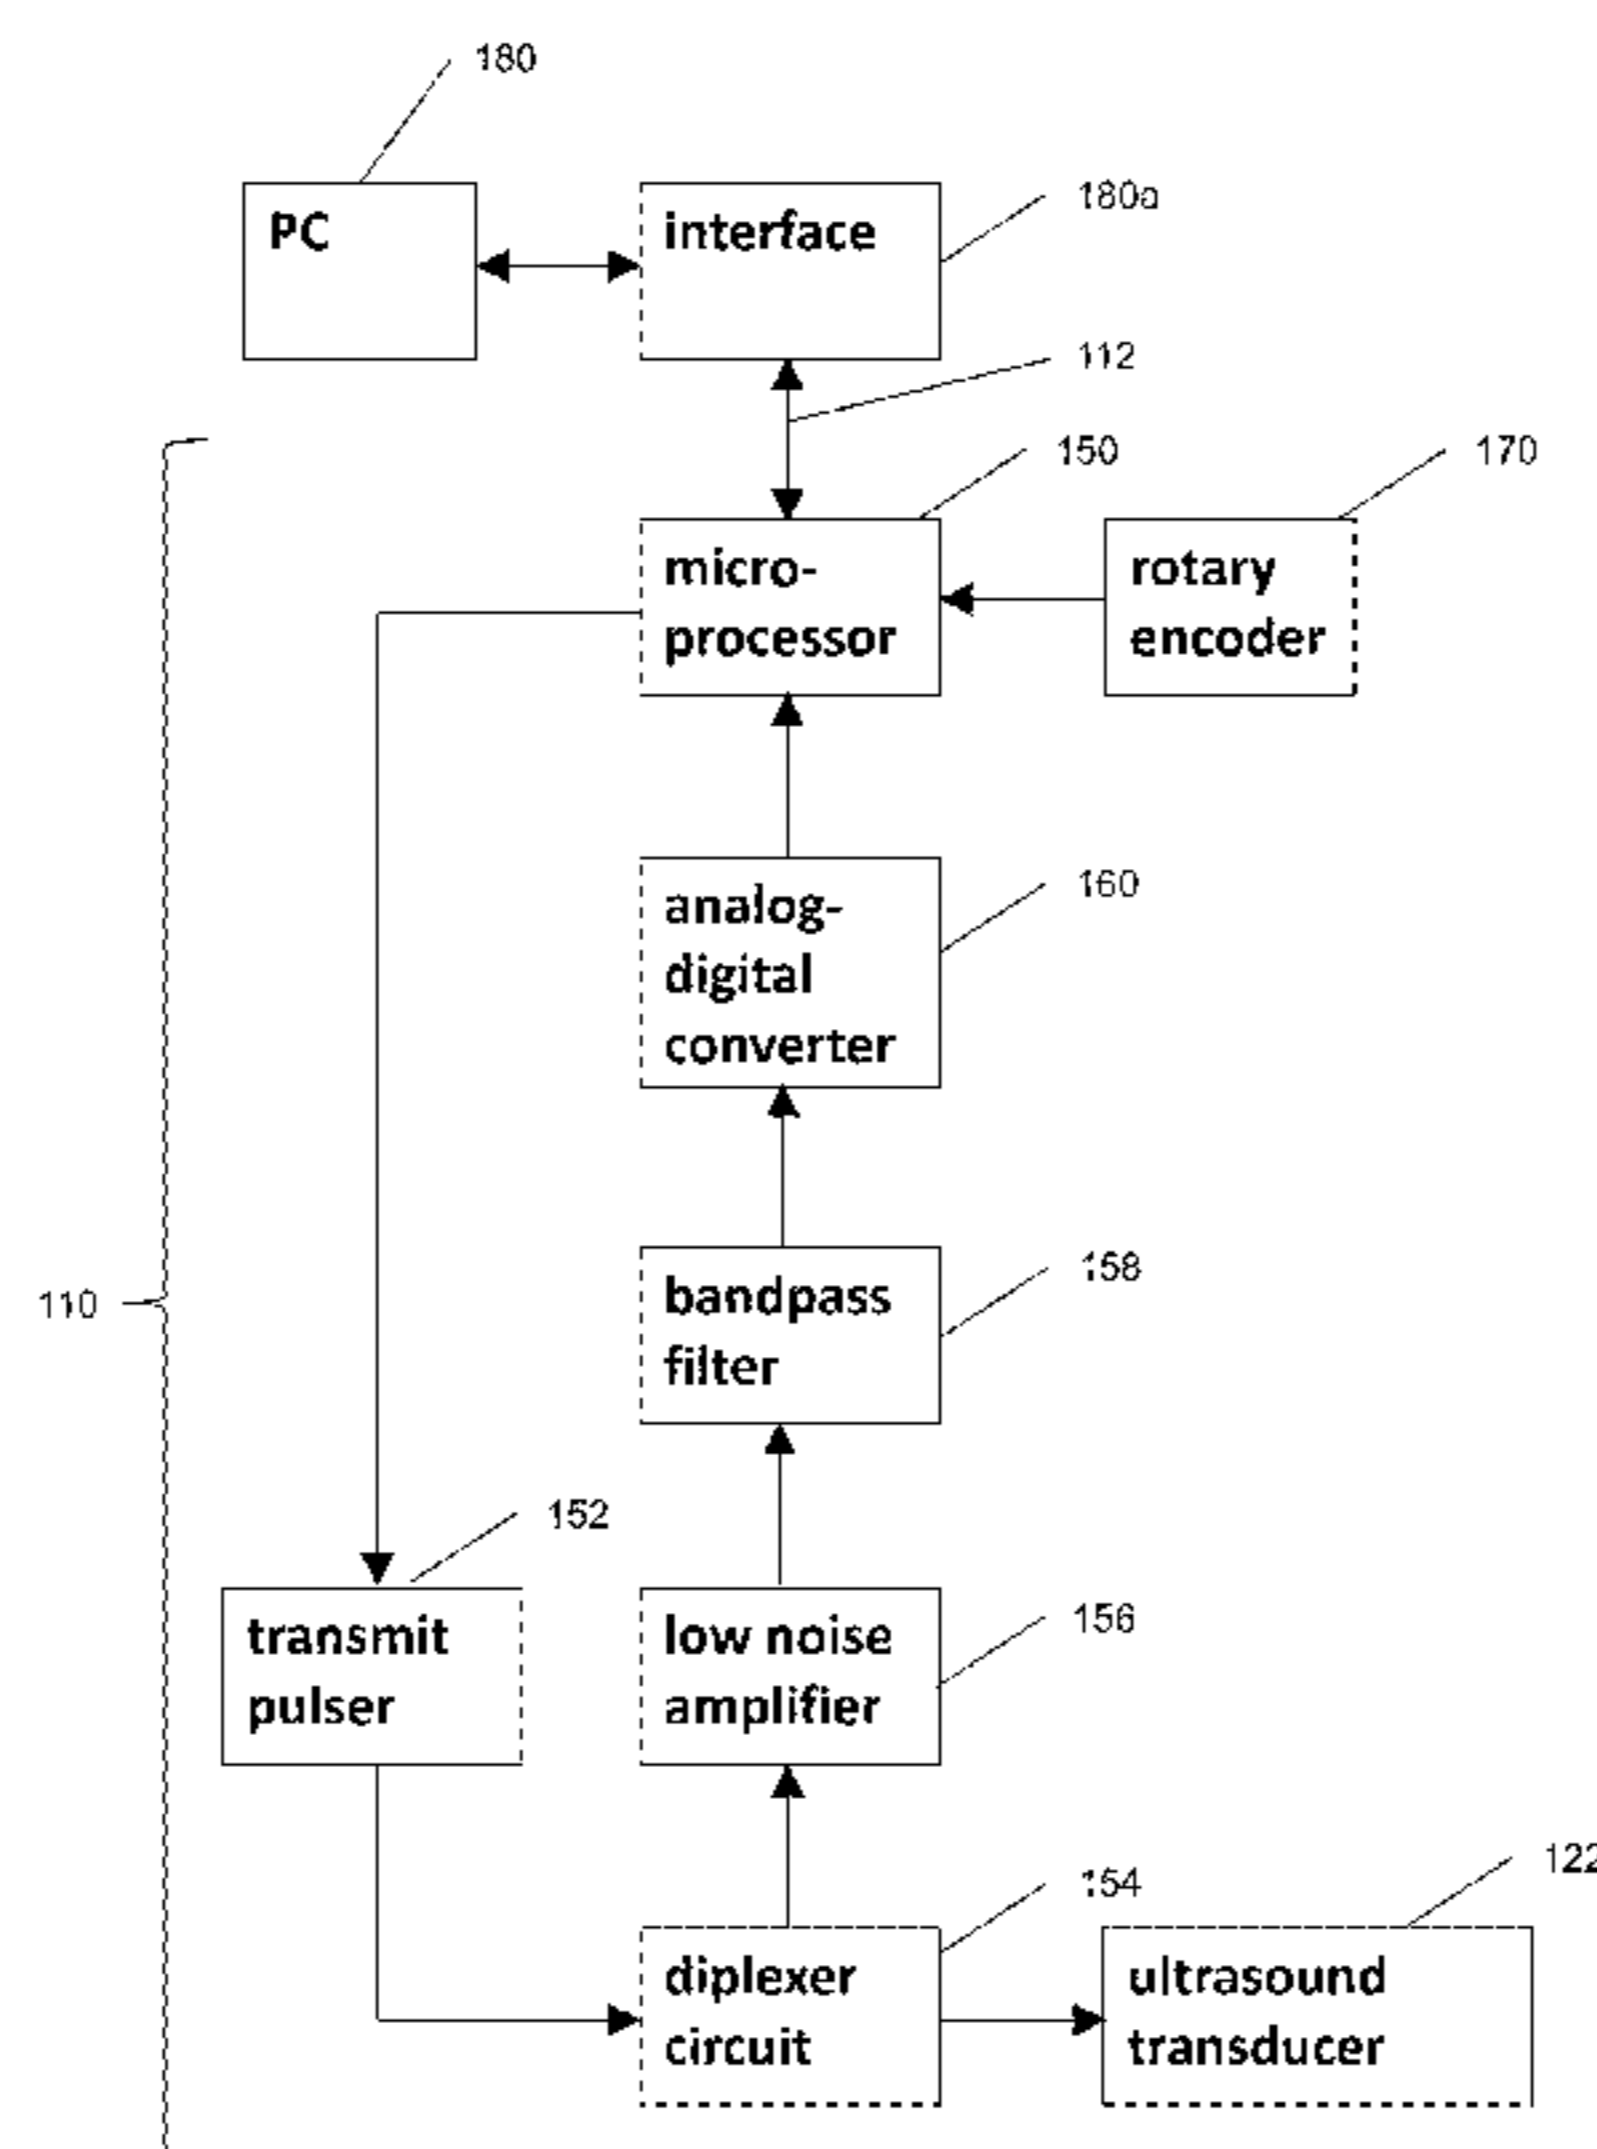 180
PC
interface
180a
112
150
170
micro-
processor
rotary
encoder
analog-
digital
converter
160
bandpass
filter
158
110
152
transmit
pulser
low noise
amplifier
156
122
154
diplexer
circuit
ultrasound
transducer